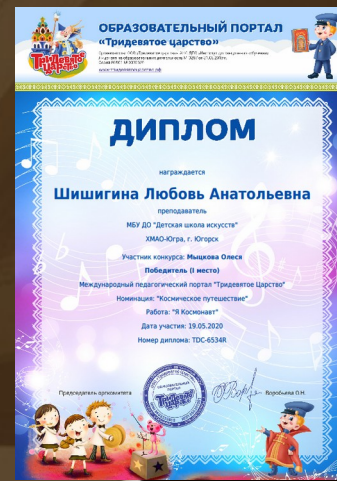 ОБРАЗОВАТЕЛЬНЫЙ ПОРТАЛ
«Тридевятое царство»
Тридевятое
Царство
ДИПЛОМ
награждается
Шишигина Любовь Анатольевна
преподаватель
МБУ ДО "Детская школа искусств"
ХМАО-Югра, г. Югорск
Участник конкурса: Мыцкова Олеся
Победитель (I место)
Международный педагогический портал "Тридевятое Царство"
Номинация: "Космическое путешествие"
Работа: "Я Космонавт"
Дата участия: 19.05.2020
Номер диплома: TDC-6534R
Председатель оргкомитета
Воробьева О.Н.